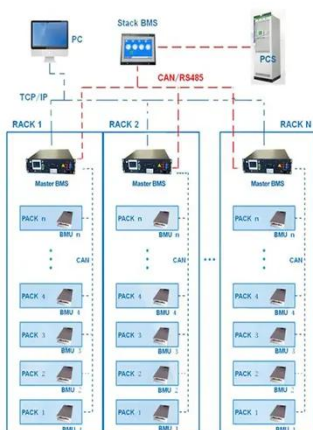 Stack BMS
PC
PCS
CAN/RS485
TCP/IP
RACK 1
RACK 2
RACK N
Master BMS
Master BMS
Master BMS
PACK n
PACK n
PACK n
BMU n
BMU n
BMU n
CAN
CAN
CAN
PACK 4
PACK 4
PACK 4
BMU 4
BMU 4
BMU 4
PACK 3
PACK 3
PACK 3
BMU 3
BMU 3
BMU 3
PACK 2
PACK 2
PACK 2
BMU 2
BMU 2
BMU 2
PACK 1
PACK 1
PACK 1